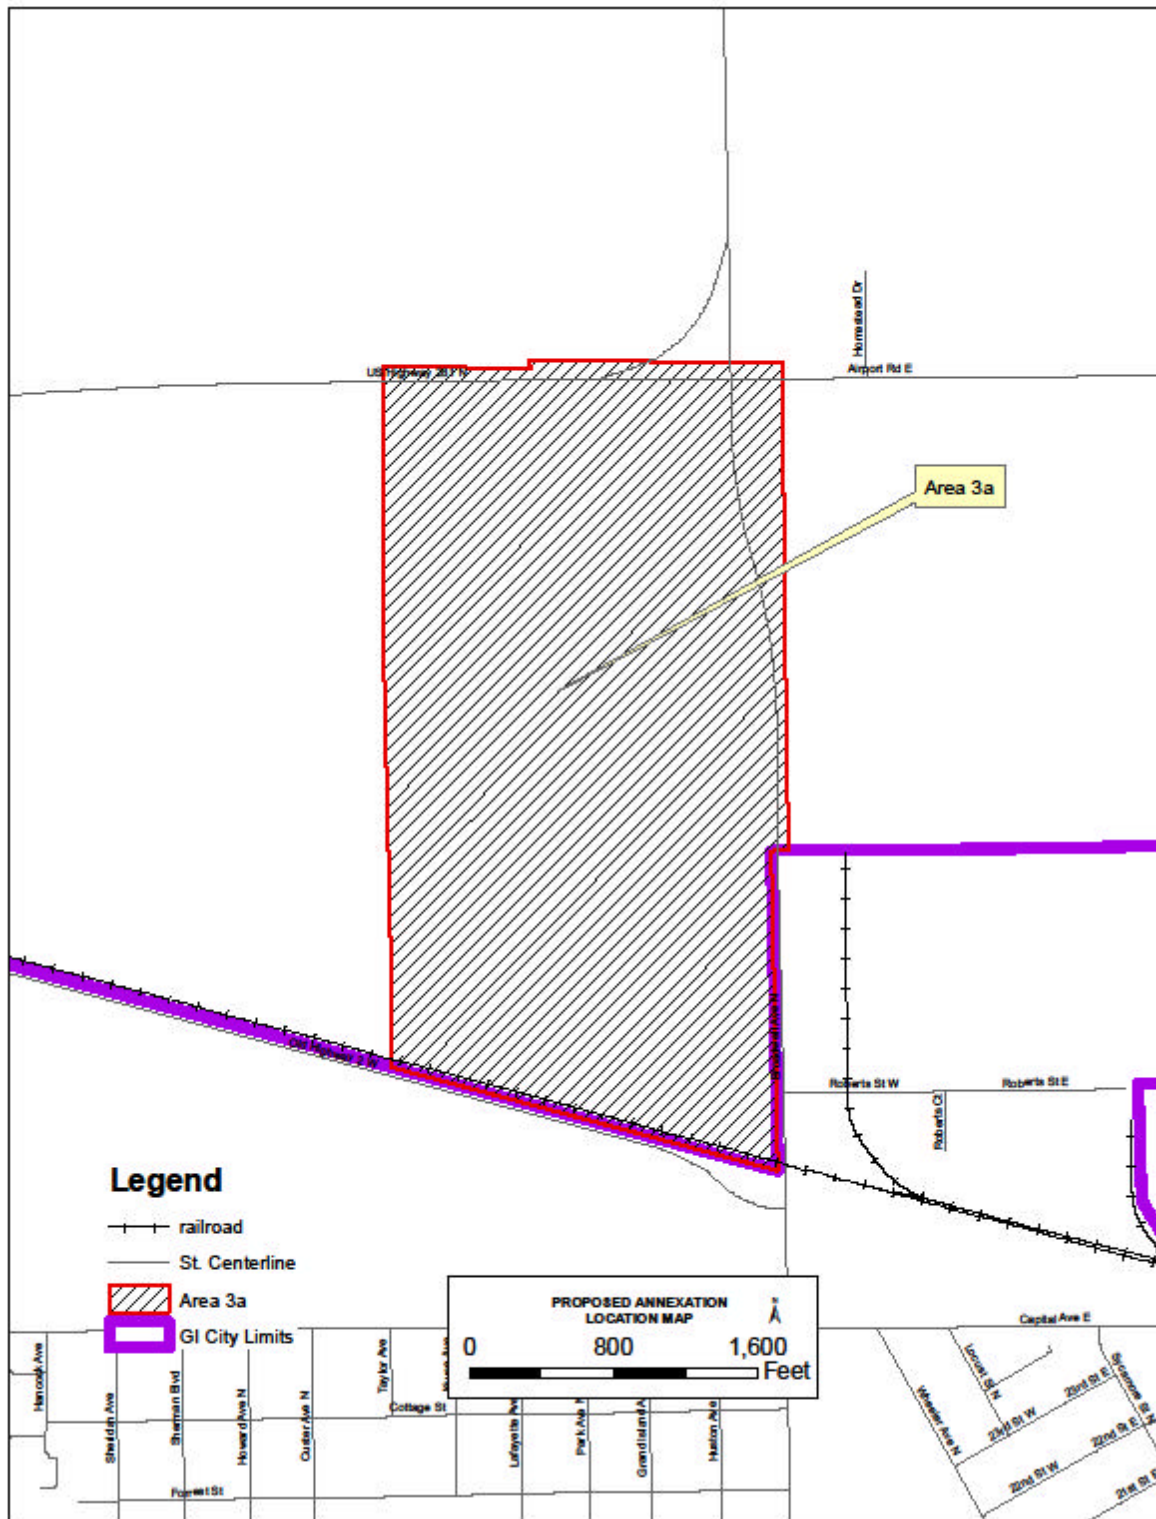 Homestead Dr
US Highway 281 N
Airport Rd E
Area 3a
Broadwell Ave N
Old Highway 2 W
Roberts St W
Roberts St E
Roberts Ct
Legend
railroad
St. Centerline
Area 3a
GI City Limits
PROPOSED ANNEXATION
LOCATION MAP
N
0 800 1,600
Feet
Capital Ave E
Hancock Ave
Sheridan Ave
Sherman Blvd
Howard Ave N
Custer Ave N
Taylor Ave
Cottage St
Lafayette Ave
Park Ave N
Grand Island A
Huston Ave
Forrest St
Wheeler Ave N
Locust St N
Sycamore St N
23rd St W
23rd St E
22nd St W
22nd St E
21st St E